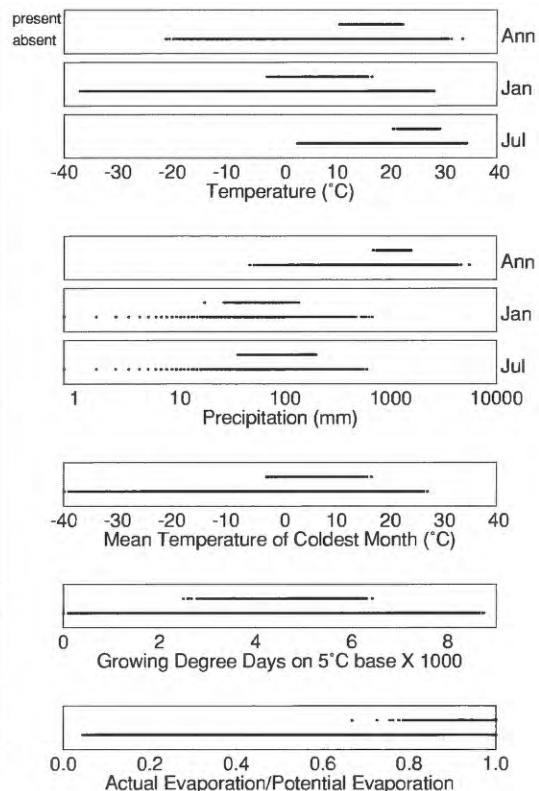 present
absent
Ann
Jan
Jul
-40 -30 -20 -10 0 10 20 30 40
Temperature (˚C)
Ann
Jan
Jul
1 10 100 1000 10000
Precipitation (mm)
-40 -30 -20 -10 0 10 20 30 40
Mean Temperature of Coldest Month (˚C)
0 2 4 6 8
Growing Degree Days on 5˚C base X 1000
0.0 0.2 0.4 0.6 0.8 1.0
Actual Evaporation/Potential Evaporation